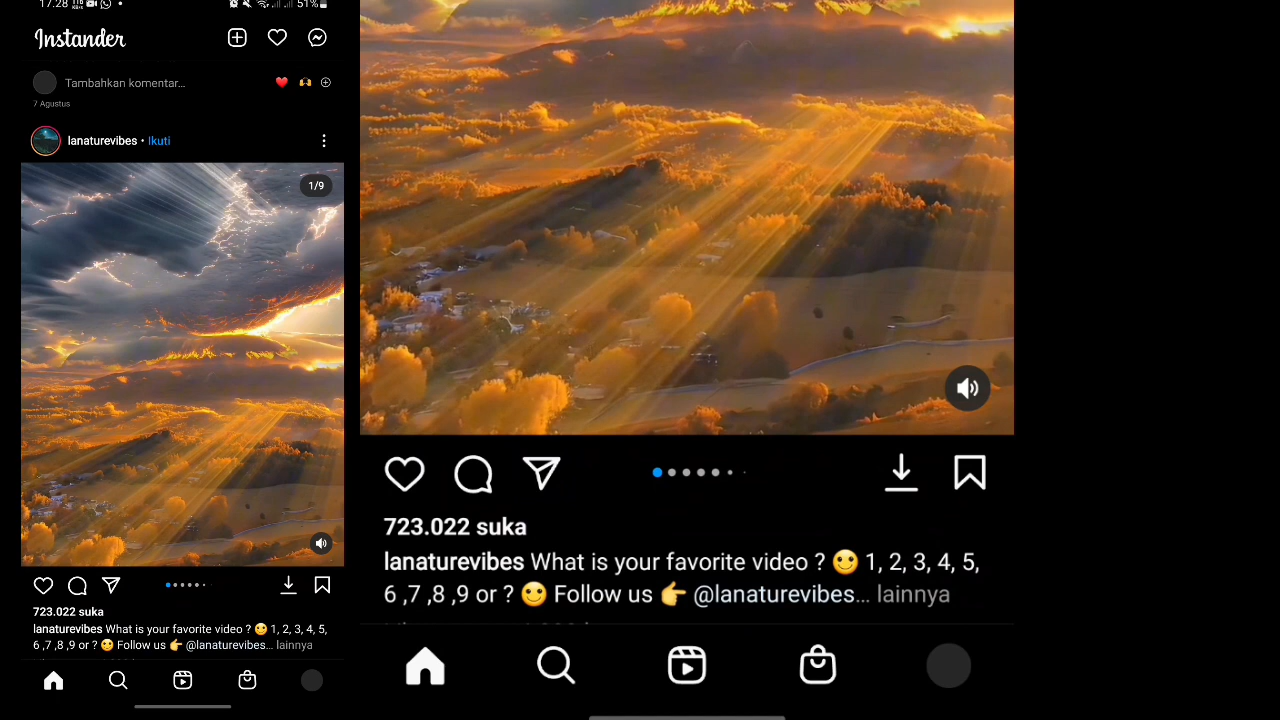 17.28
51%
Instander
Tambahkan komentar...
7 Agustus
lanaturevibes • Ikuti
1/9
723.022 suka
lanaturevibes What is your favorite video ? 🙂 1, 2, 3, 4, 5,
6 ,7 ,8 ,9 or ? 🙂 Follow us 👉 @lanaturevibes... lainnya
723.022 suka
lanaturevibes What is your favorite video ? 🙂 1, 2, 3, 4, 5,
6 ,7 ,8 ,9 or ? 🙂 Follow us 👉 @lanaturevibes... lainnya